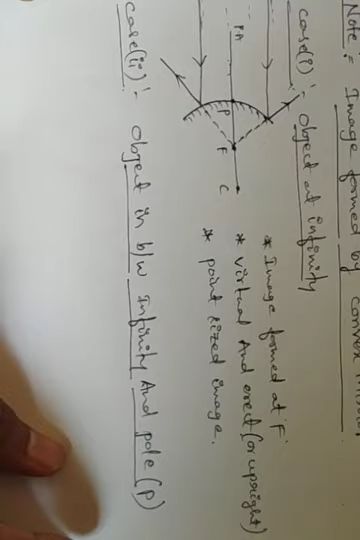 Note:- Image formed by convex mirror.
case(i):- object at infinity
PA
P
F
C
* Image formed at 'F'
* virtual And erect (or upright)
* point sized image.
case(ii):- object in b/w Infinity And pole (P)